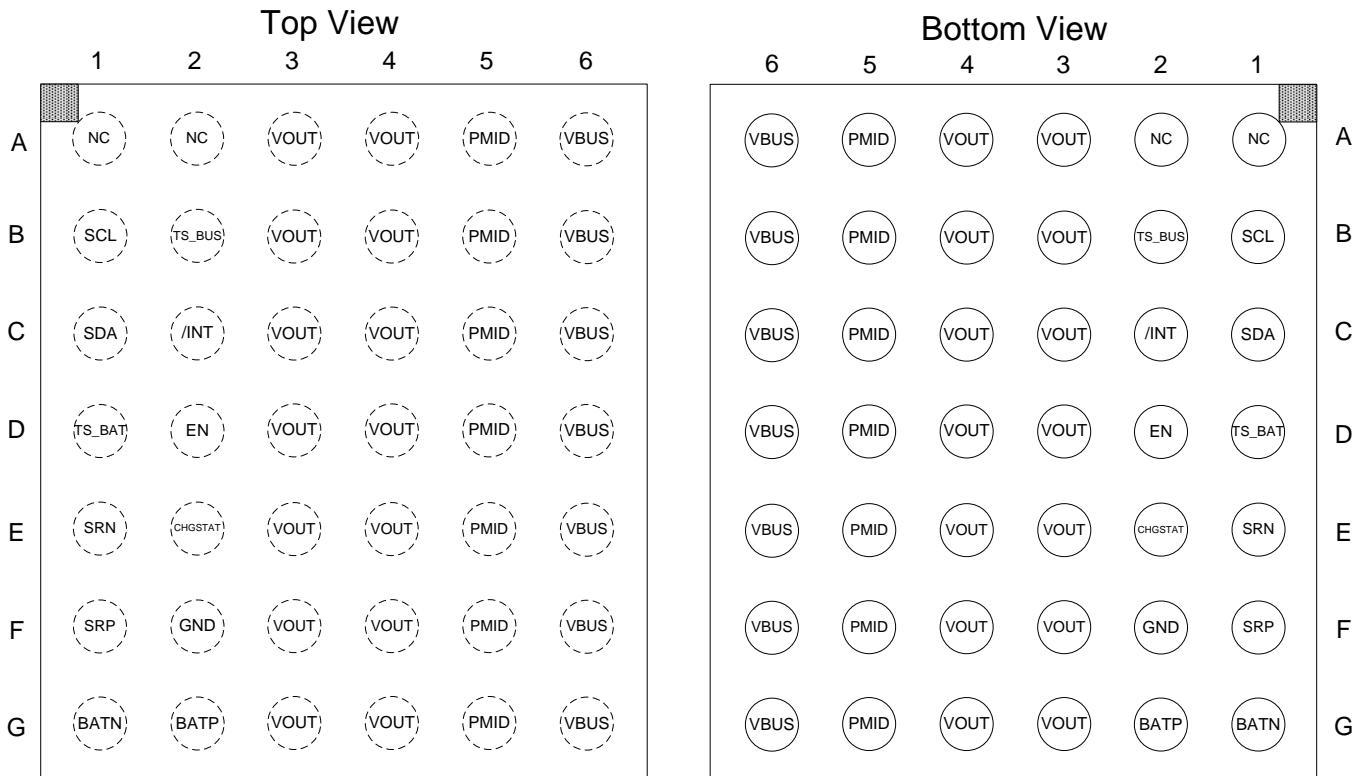 Top View
1 2 3 4 5 6
A NC NC VOUT VOUT PMID VBUS
B SCL TS_BUS VOUT VOUT PMID VBUS
C SDA /INT VOUT VOUT PMID VBUS
D TS_BAT EN VOUT VOUT PMID VBUS
E SRN CHGSTAT VOUT VOUT PMID VBUS
F SRP GND VOUT VOUT PMID VBUS
G BATN BATP VOUT VOUT PMID VBUS
Bottom View
6 5 4 3 2 1
VBUS PMID VOUT VOUT NC NC A
VBUS PMID VOUT VOUT TS_BUS SCL B
VBUS PMID VOUT VOUT /INT SDA C
VBUS PMID VOUT VOUT EN TS_BAT D
VBUS PMID VOUT VOUT CHGSTAT SRN E
VBUS PMID VOUT VOUT GND SRP F
VBUS PMID VOUT VOUT BATP BATN G